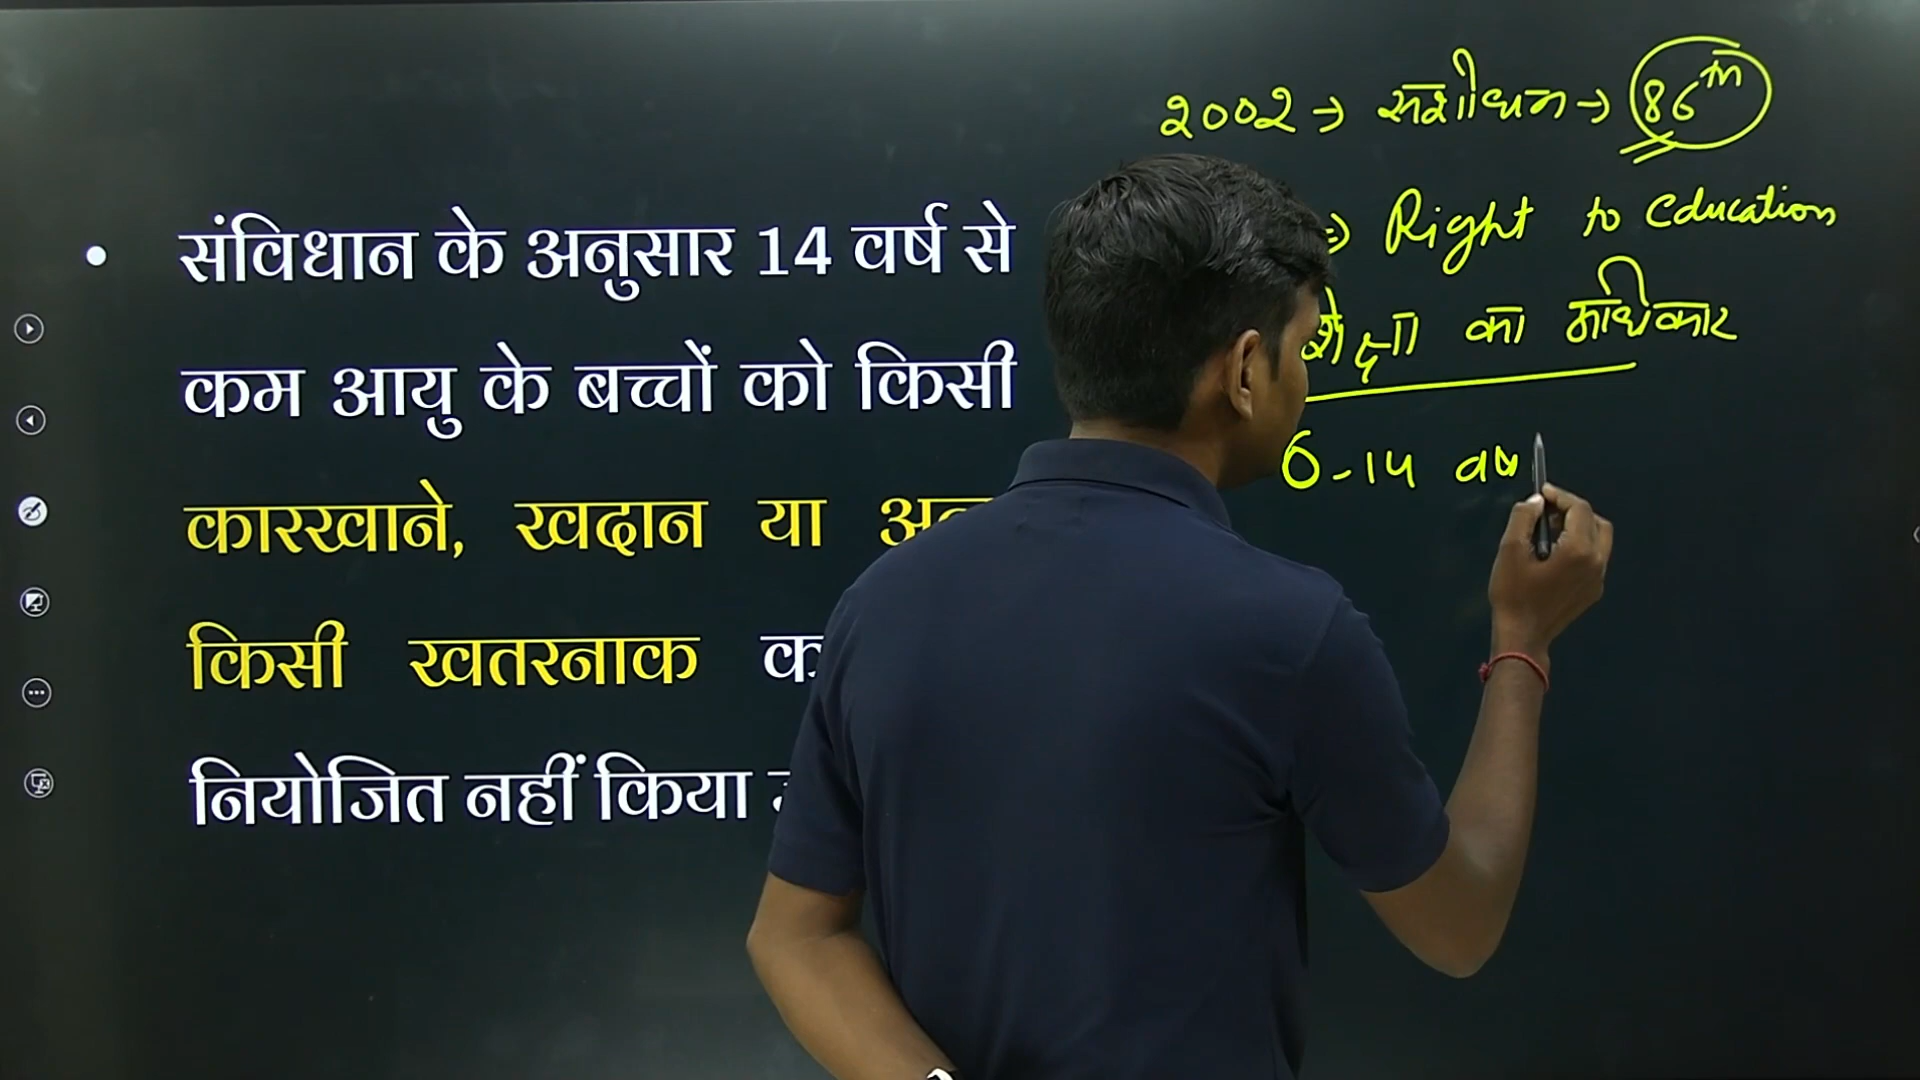 • संविधान के अनुसार 14 वर्ष से
कम आयु के बच्चों को किसी
कारखाने, खदान या
किसी खतरनाक
नियोजित नहीं किया
2002 → संशोधन → 86th
⇒ Right to Education
का अधिकार
6-14